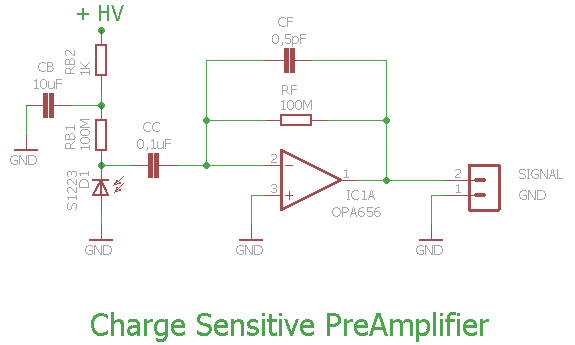 + HV
CF
0,5pF
RB2
1K
CB
10uF
RF
100M
RB1
100M
CC
0,1uF
GND
2
1
3
IC1A
OPA656
2
1
SIGNAL
GND
S1223
D1
GND
GND
GND
Charge Sensitive PreAmplifier